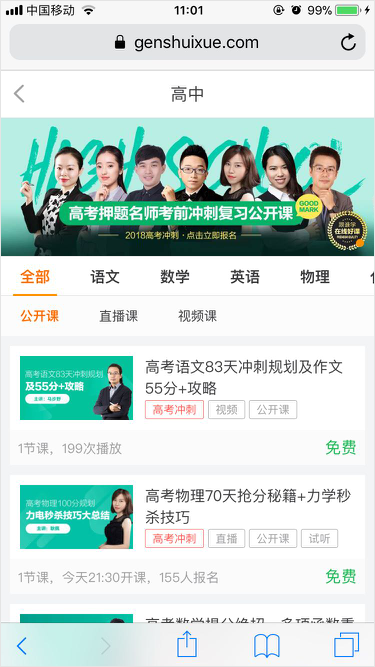 中国移动
11:01
99%
genshuixue.com
高中
HIGH SCHOOL
高考押题名师考前冲刺复习公开课
GOOD
MARK
2018高考冲刺·点击立即报名
跟谁学
在线好课
全部 语文 数学 英语 物理
公开课 直播课 视频课
高考语文83天冲刺规划
及55分+攻略
高考语文83天冲刺规划及作文
55分+攻略
高考冲刺 视频 公开课
1节课，199次播放
免费
高考物理100分规划
力电秒杀技巧大总结
高考物理70天抢分秘籍+力学秒
杀技巧
高考冲刺 直播 公开课 试听
1节课，今天21:30开课，155人报名
免费